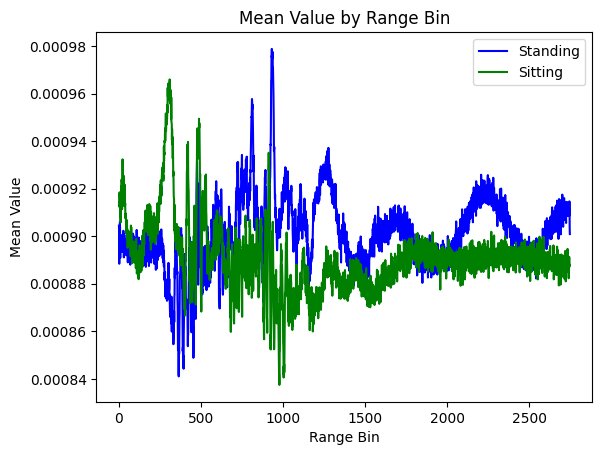 Mean Value by Range Bin
Standing
Sitting
Mean Value
0.00098
0.00096
0.00094
0.00092
0.00090
0.00088
0.00086
0.00084
0
500
1000
1500
2000
2500
Range Bin